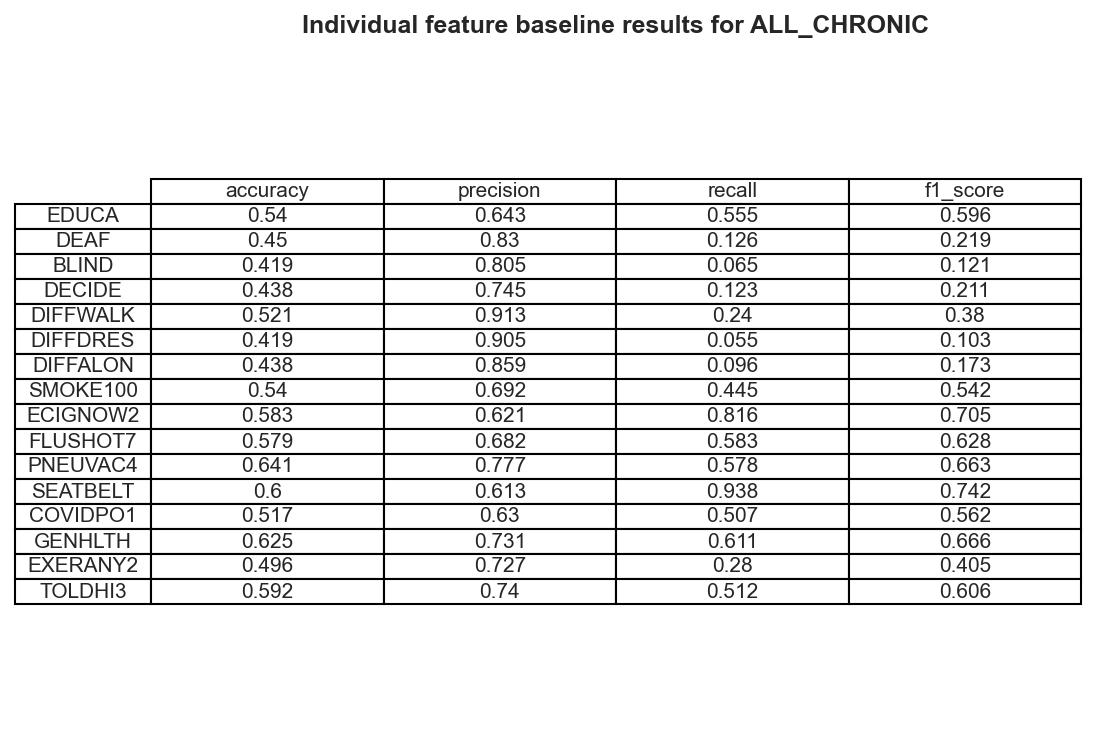 Individual feature baseline results for ALL_CHRONIC
accuracy precision recall f1_score
EDUCA 0.54 0.643 0.555 0.596
DEAF 0.45 0.83 0.126 0.219
BLIND 0.419 0.805 0.065 0.121
DECIDE 0.438 0.745 0.123 0.211
DIFFWALK 0.521 0.913 0.24 0.38
DIFFDRES 0.419 0.905 0.055 0.103
DIFFALON 0.438 0.859 0.096 0.173
SMOKE100 0.54 0.692 0.445 0.542
ECIGNOW2 0.583 0.621 0.816 0.705
FLUSHOT7 0.579 0.682 0.583 0.628
PNEUVAC4 0.641 0.777 0.578 0.663
SEATBELT 0.6 0.613 0.938 0.742
COVIDPO1 0.517 0.63 0.507 0.562
GENHLTH 0.625 0.731 0.611 0.666
EXERANY2 0.496 0.727 0.28 0.405
TOLDHI3 0.592 0.74 0.512 0.606